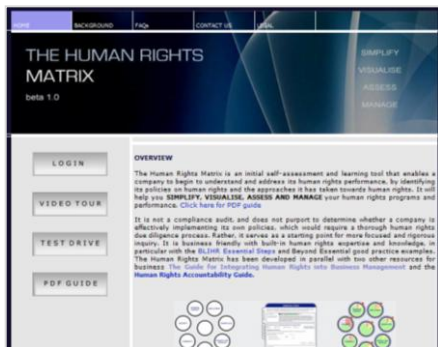 HOME BACKGROUND FAQs CONTACT US LEGAL
THE HUMAN RIGHTS
MATRIX
beta 1.0
SIMPLIFY
VISUALISE
ASSESS
MANAGE
LOGIN
VIDEO TOUR
TEST DRIVE
PDF GUIDE
OVERVIEW
The Human Rights Matrix is an initial self-assessment and learning tool that enables a
company to begin to understand and address its human rights performance, by identifying
its policies on human rights and the approaches it has taken towards human rights. It will
help you SIMPLIFY, VISUALISE, ASSESS AND MANAGE your human rights programs and
performance. Click here for PDF guide
It is not a compliance audit, and does not purport to determine whether a company is
effectively implementing its own policies, which would require a thorough human rights
due diligence process. Rather, it serves as a starting point for more focused and rigorous
inquiry. It is business friendly with built-in human rights expertise and knowledge, in
particular with the BLIHR Essential Steps and Beyond Essential good practice examples.
The Human Rights Matrix has been developed in parallel with two other resources for
business The Guide for Integrating Human Rights into Business Management and the
Human Rights Accountability Guide.